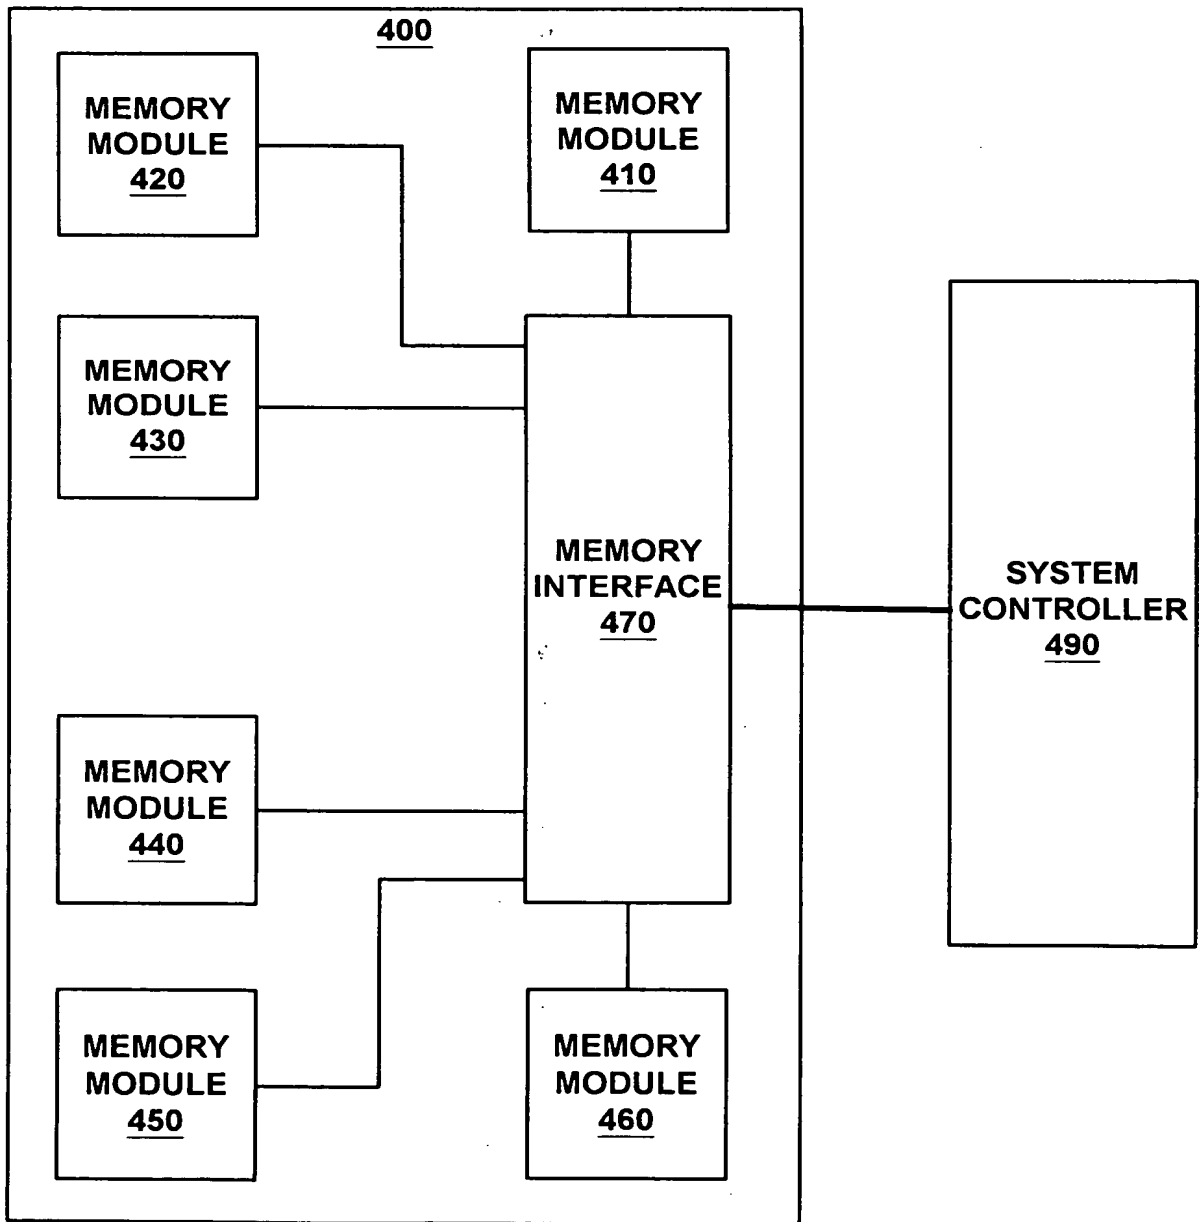 400
MEMORY
MODULE
420
MEMORY
MODULE
410
MEMORY
MODULE
430
MEMORY
INTERFACE
470
SYSTEM
CONTROLLER
490
MEMORY
MODULE
440
MEMORY
MODULE
450
MEMORY
MODULE
460